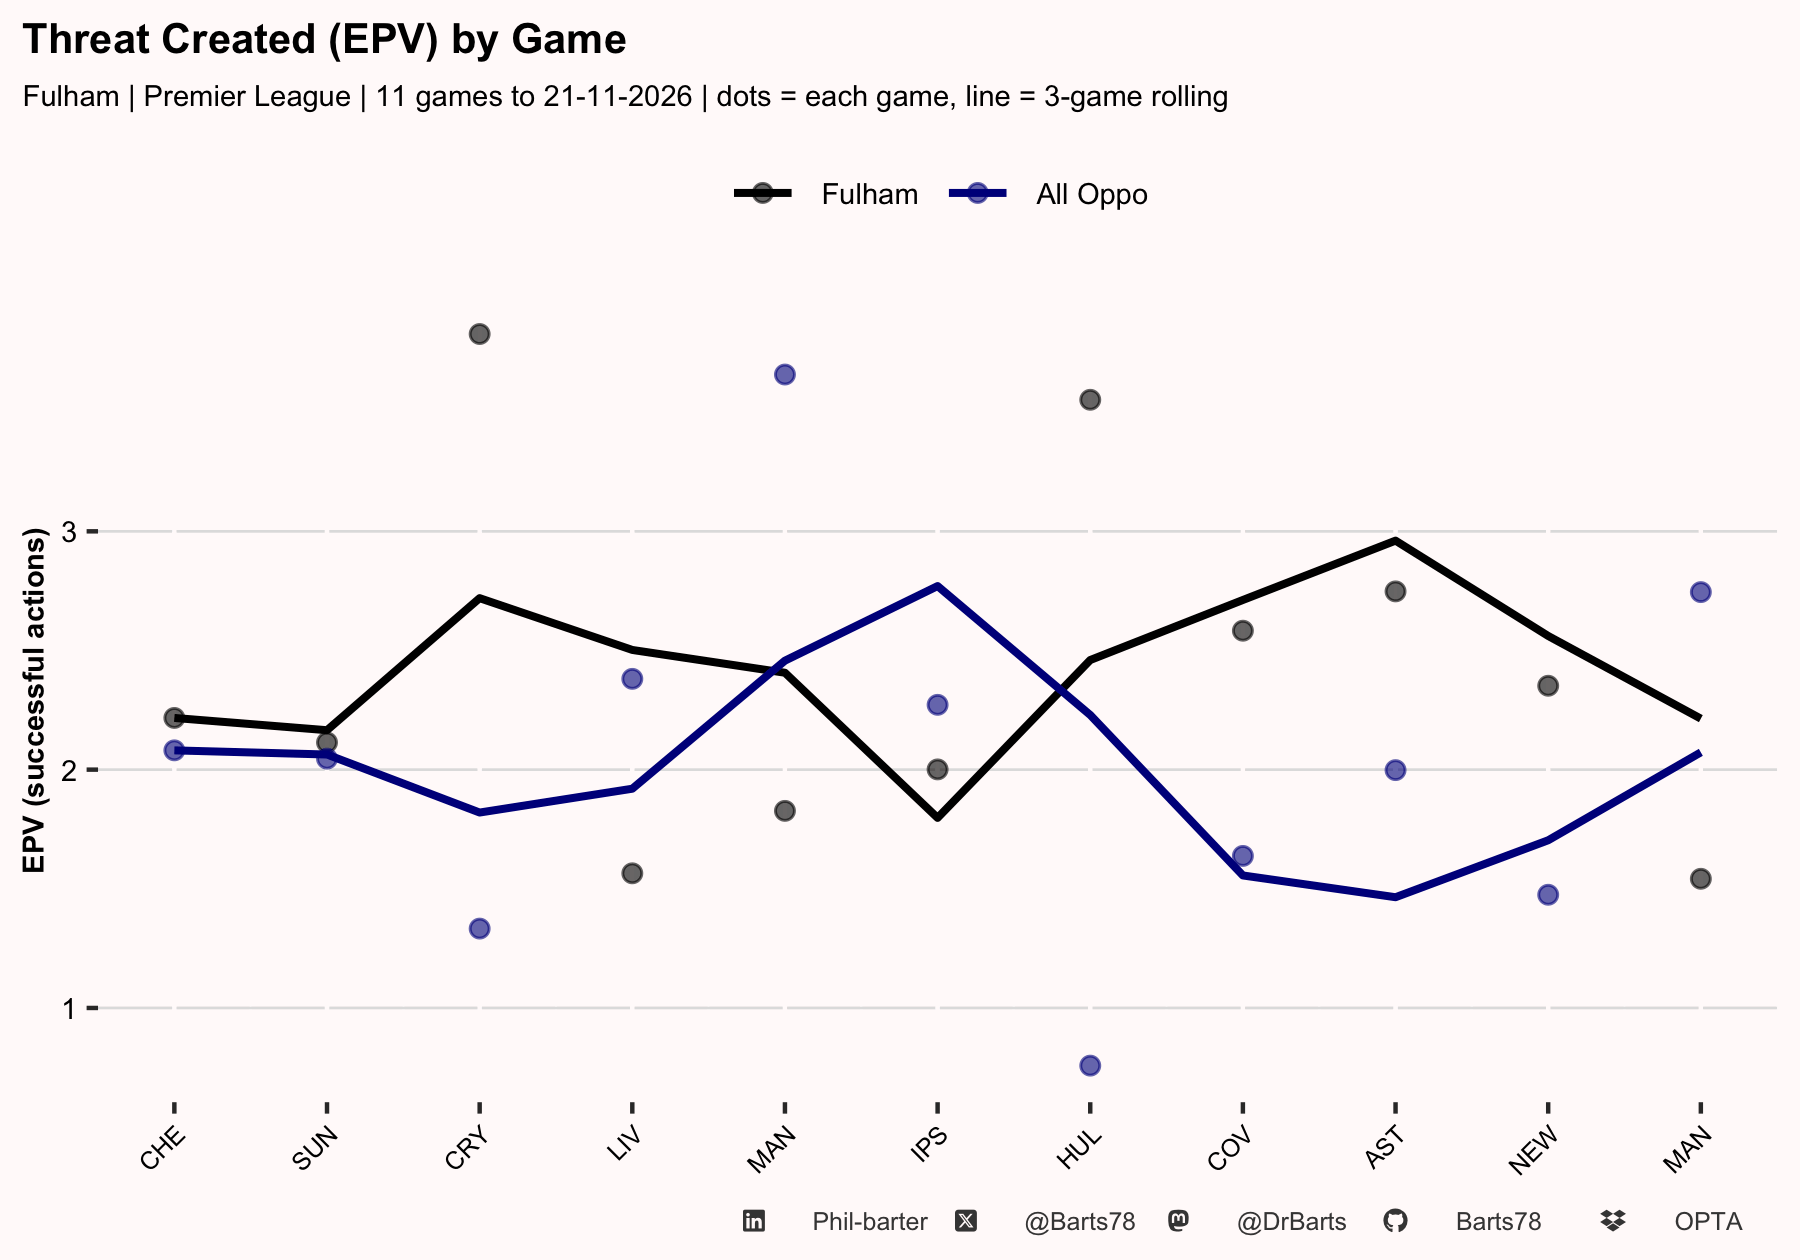 Threat Created (EPV) by Game
Fulham | Premier League | 11 games to 21-11-2026 | dots = each game, line = 3-game rolling
Fulham All Oppo
EPV (successful actions)
3
2
1
CHE SUN CRY LIV MAN IPS HUL COV AST NEW MAN
Phil-barter @Barts78 @DrBarts Barts78 OPTA